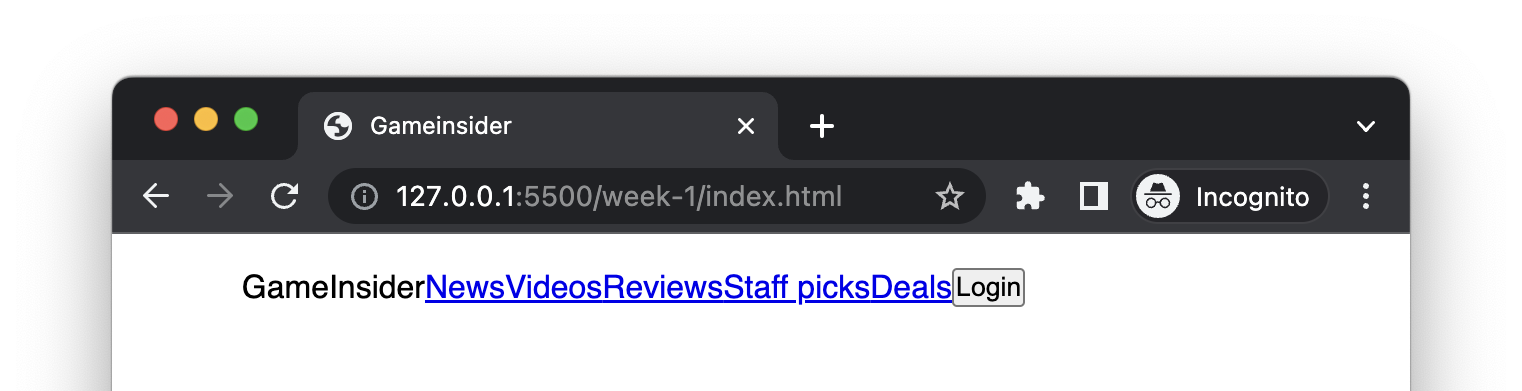 Gameinsider
127.0.0.1:5500/week-1/index.html Incognito
GameInsiderNewsVideosReviewsStaff picksDealsLogin